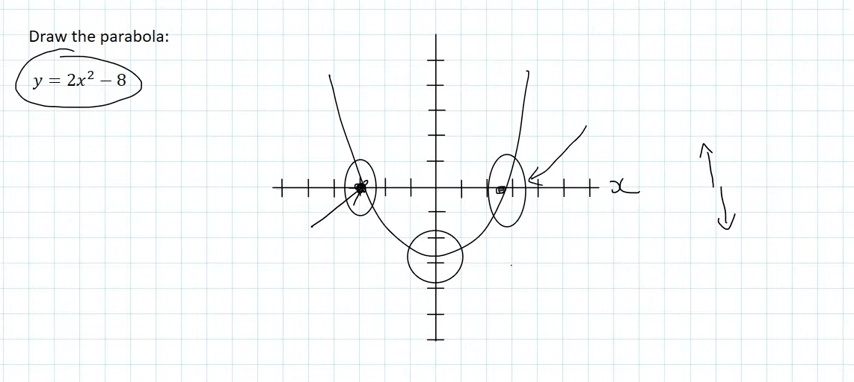 Draw the parabola:
y = 2x² − 8
x